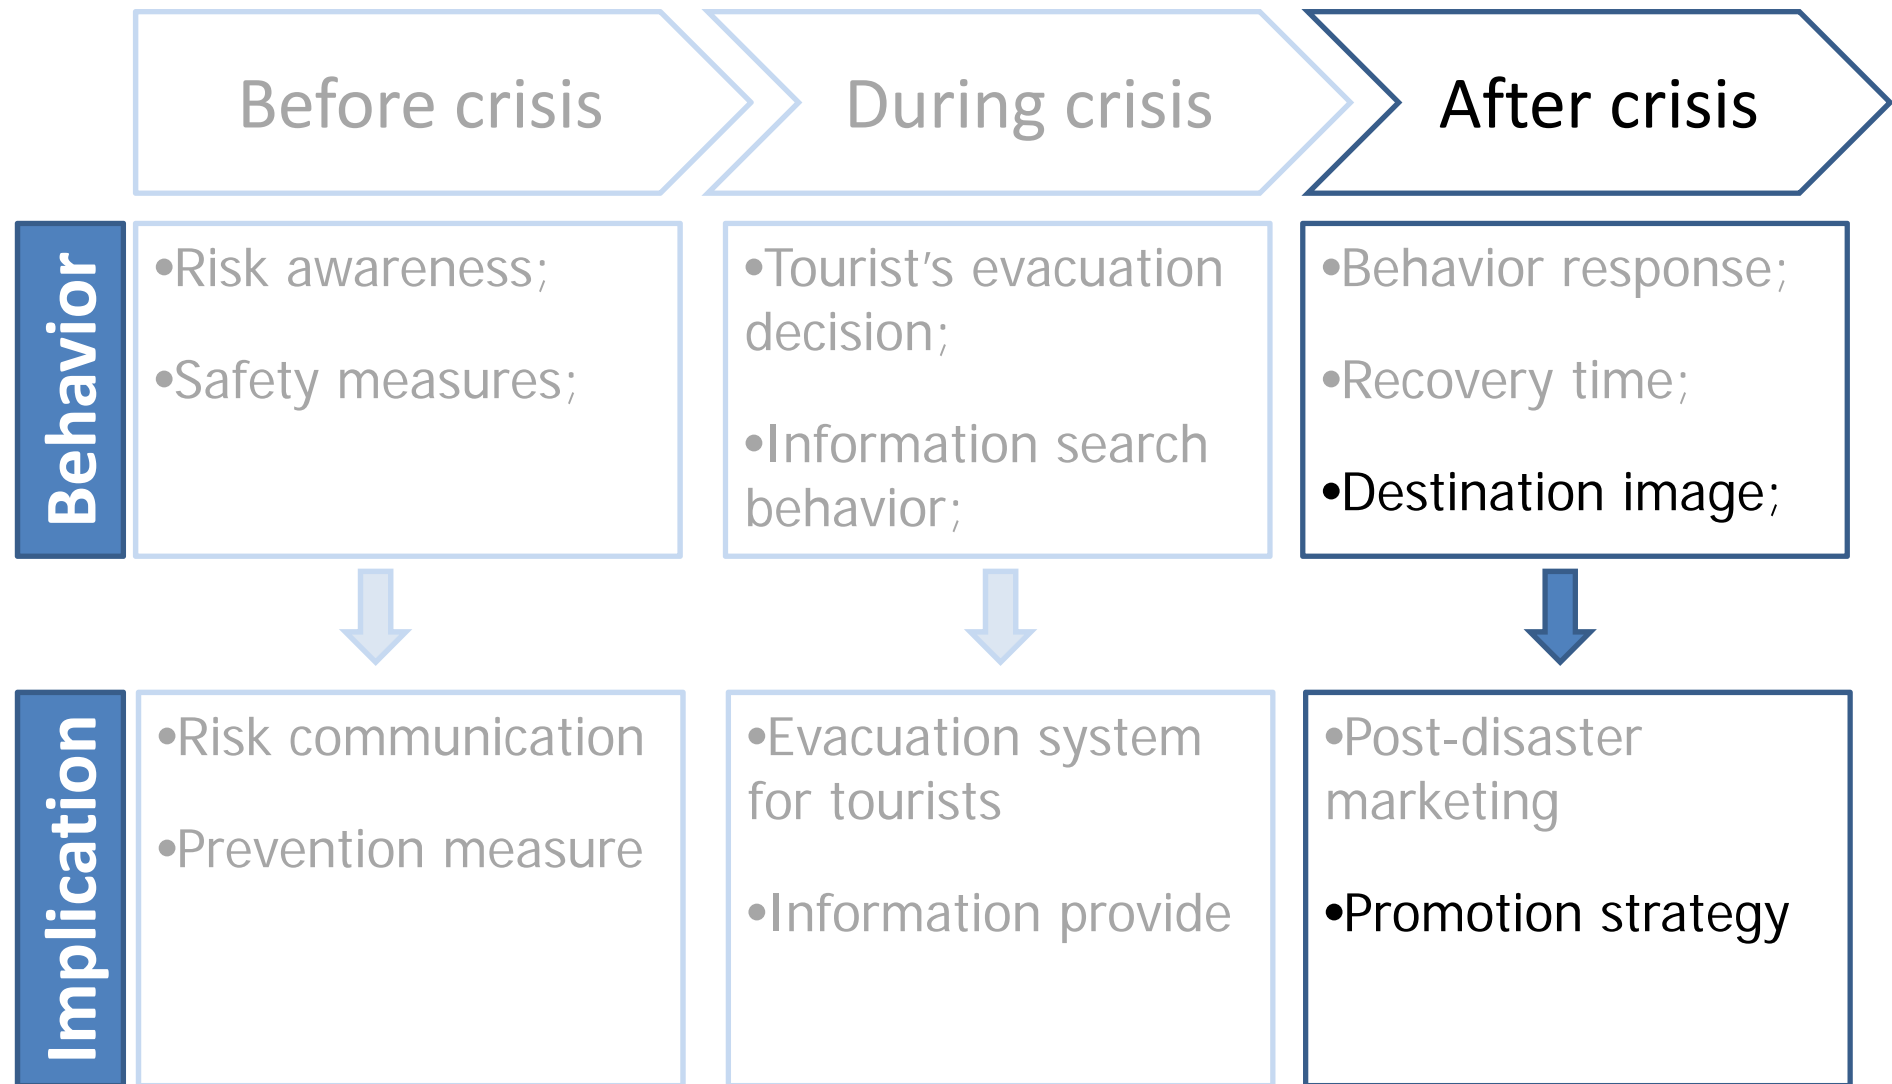 Before crisis
During crisis
After crisis
Behavior
•Risk awareness;
•Safety measures;
•Tourist's evacuation
decision;
•Information search
behavior;
•Behavior response;
•Recovery time;
•Destination image;
Implication
•Risk communication
•Prevention measure
•Evacuation system
for tourists
•Information provide
•Post-disaster
marketing
•Promotion strategy